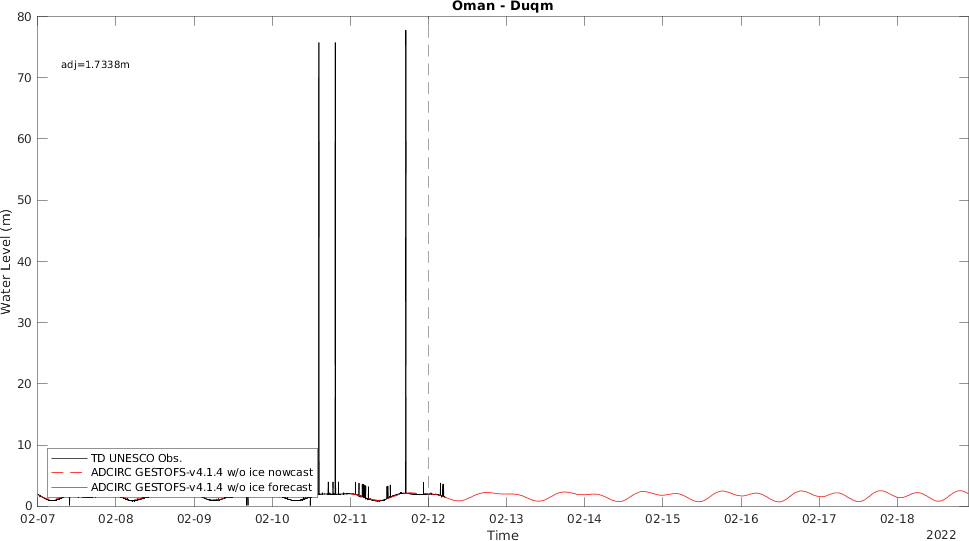 Oman - Duqm
80
70
60
50
40
30
20
10
0
adj=1.7338m
Water Level (m)
TD UNESCO Obs.
ADCIRC GESTOFS-v4.1.4 w/o ice nowcast
ADCIRC GESTOFS-v4.1.4 w/o ice forecast
02-07 02-08 02-09 02-10 02-11 02-12 02-13 02-14 02-15 02-16 02-17 02-18
Time
2022